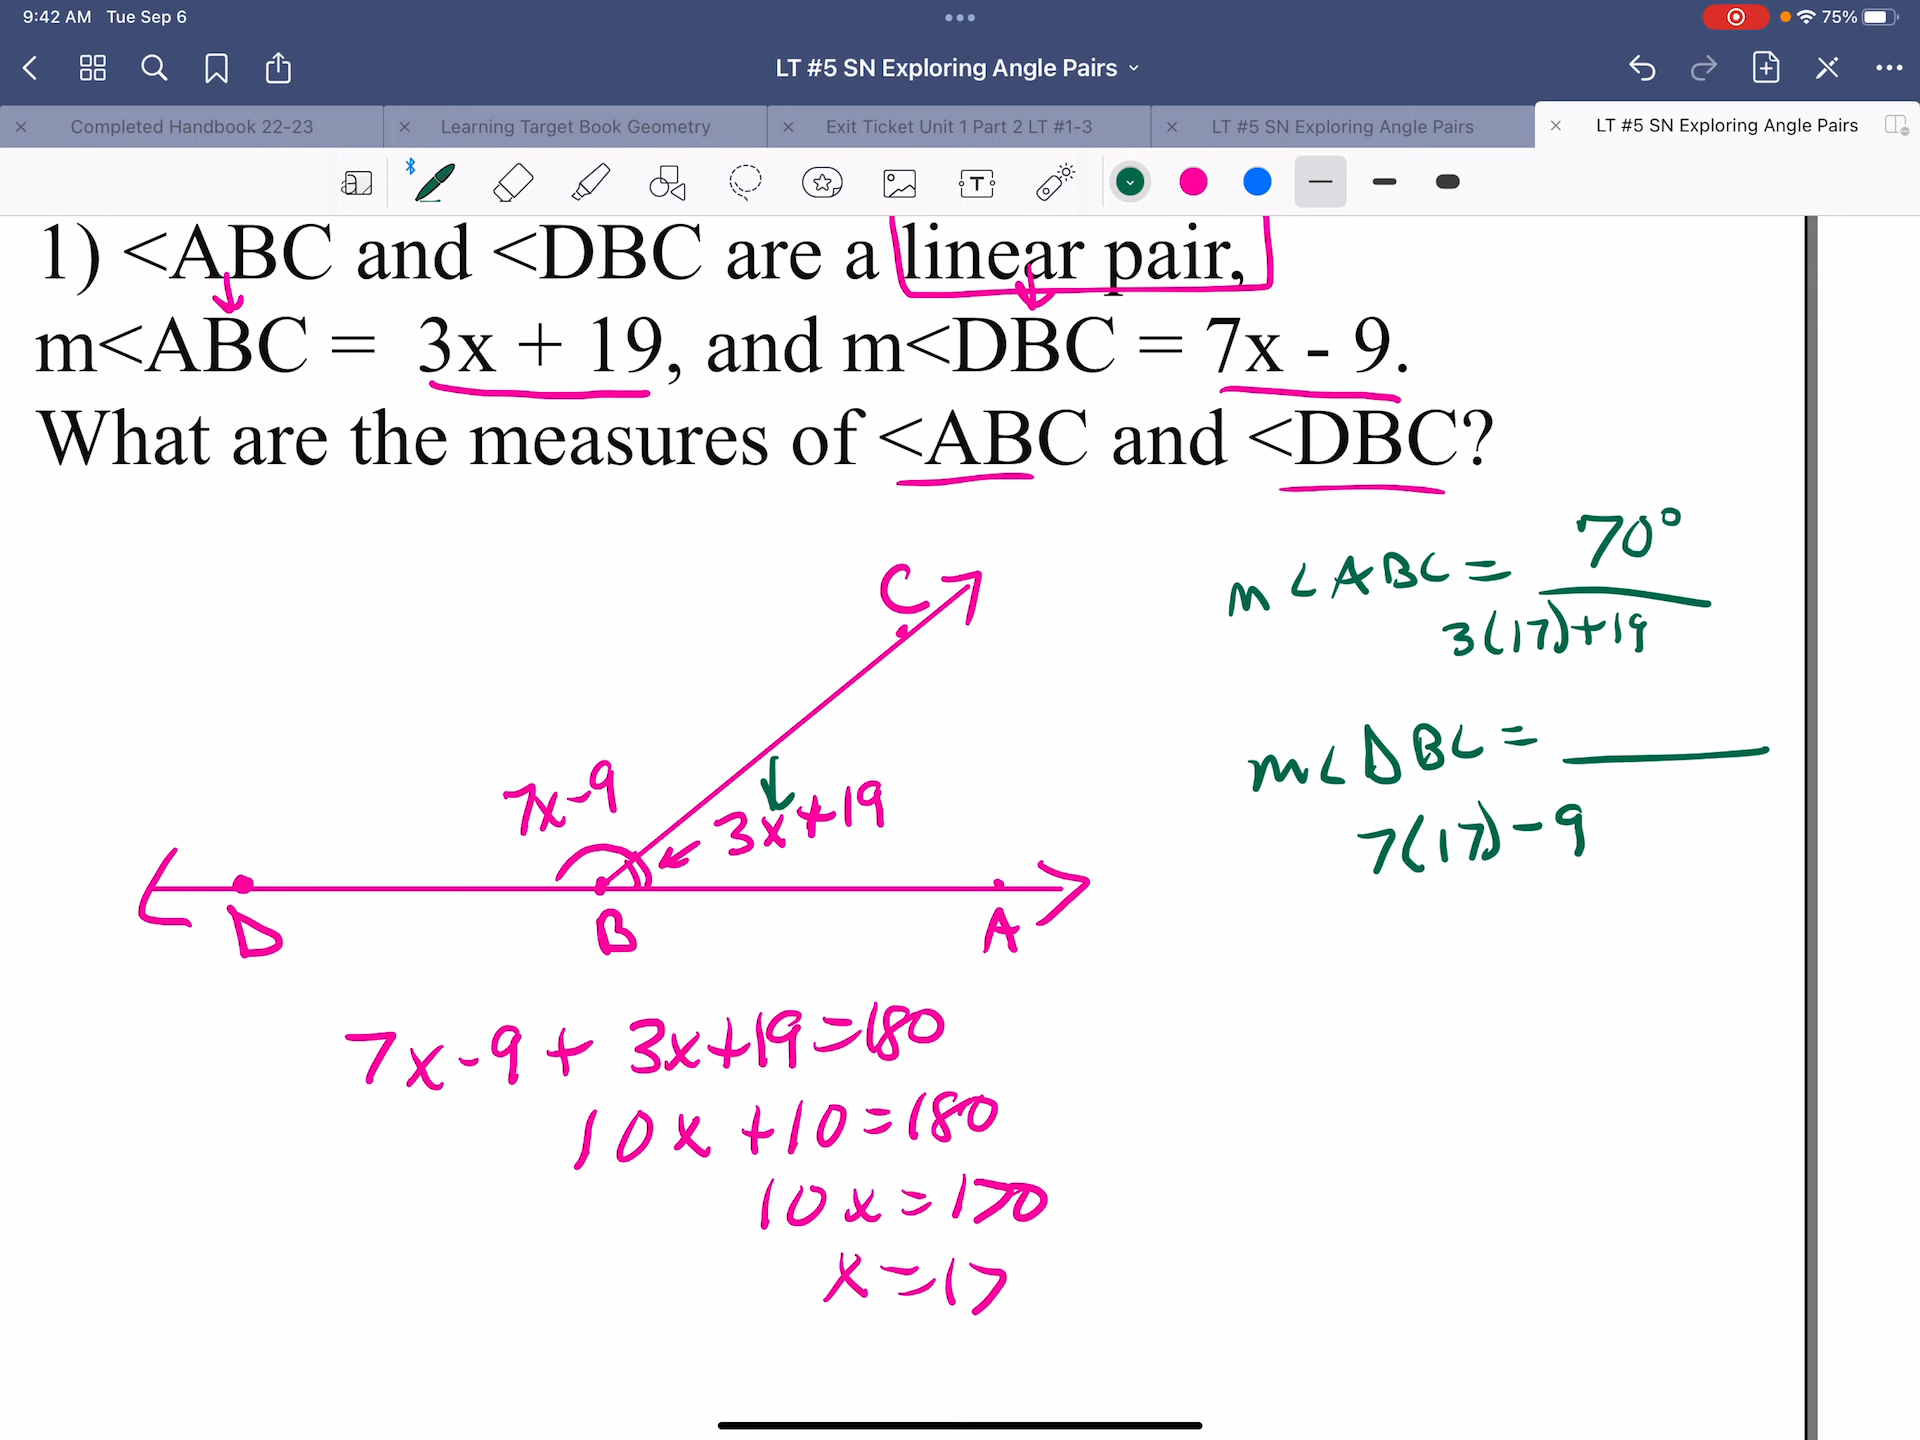 9:42 AM Tue Sep 6
75%
LT #5 SN Exploring Angle Pairs
Completed Handbook 22-23
Learning Target Book Geometry
Exit Ticket Unit 1 Part 2 LT #1-3
LT #5 SN Exploring Angle Pairs
LT #5 SN Exploring Angle Pairs
1) <ABC and <DBC are a linear pair,
m<ABC = 3x + 19, and m<DBC = 7x - 9.
What are the measures of <ABC and <DBC?
m<ABC = 70°
3(17)+19
m<DBC =
7(17)-9
C
7x-9
3x+19
D
B
A
7x-9+3x+19=180
10x+10=180
10x=170
x=17